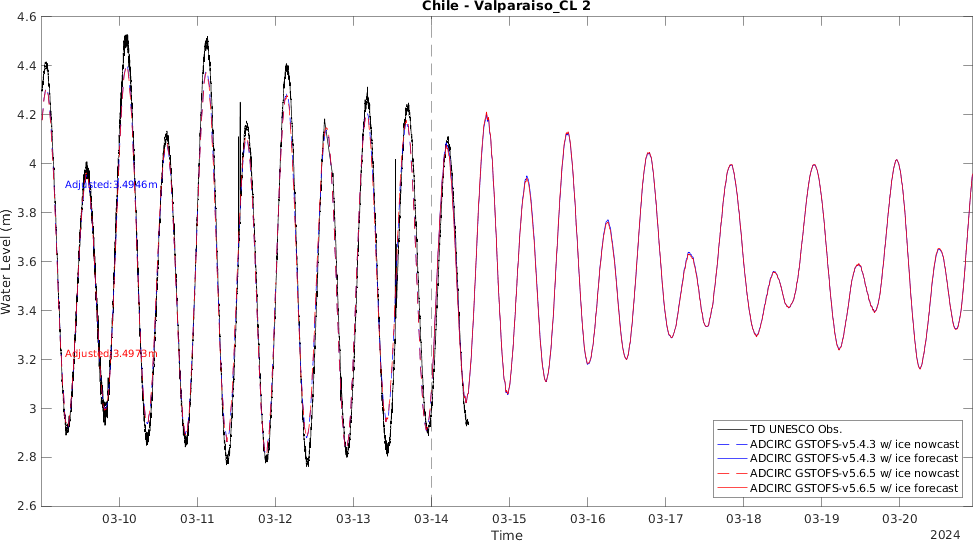 Chile - Valparaiso_CL 2
4.6
4.4
4.2
4
3.8
3.6
3.4
3.2
3
2.8
2.6
Water Level (m)
Adjusted:3.4946m
Adjusted:3.4973m
TD UNESCO Obs.
ADCIRC GSTOFS-v5.4.3 w/ ice nowcast
ADCIRC GSTOFS-v5.4.3 w/ ice forecast
ADCIRC GSTOFS-v5.6.5 w/ ice nowcast
ADCIRC GSTOFS-v5.6.5 w/ ice forecast
03-10 03-11 03-12 03-13 03-14 03-15 03-16 03-17 03-18 03-19 03-20
Time
2024